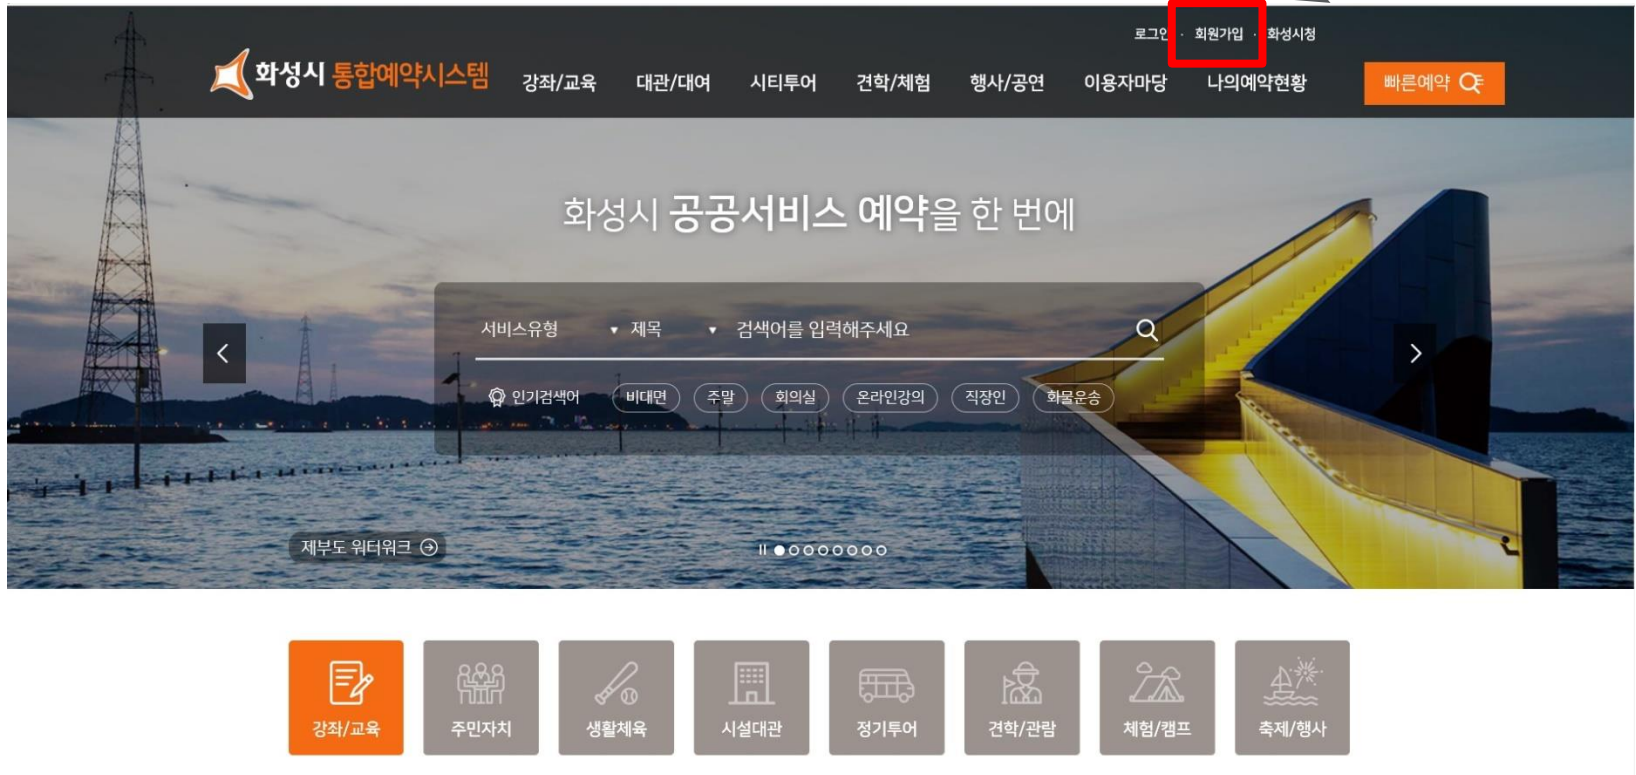 로그인 · 회원가입 · 화성시청
화성시 통합예약시스템 강좌/교육 대관/대여 시티투어 견학/체험 행사/공연 이용자마당 나의예약현황 빠른예약
화성시 공공서비스 예약을 한 번에
서비스유형 ▼ 제목 ▼ 검색어를 입력해주세요
인기검색어 비대면 주말 회의실 온라인강의 직장인 화물운송
제부도 워터워크
강좌/교육 주민자치 생활체육 시설대관 정기투어 견학/관람 체험/캠프 축제/행사